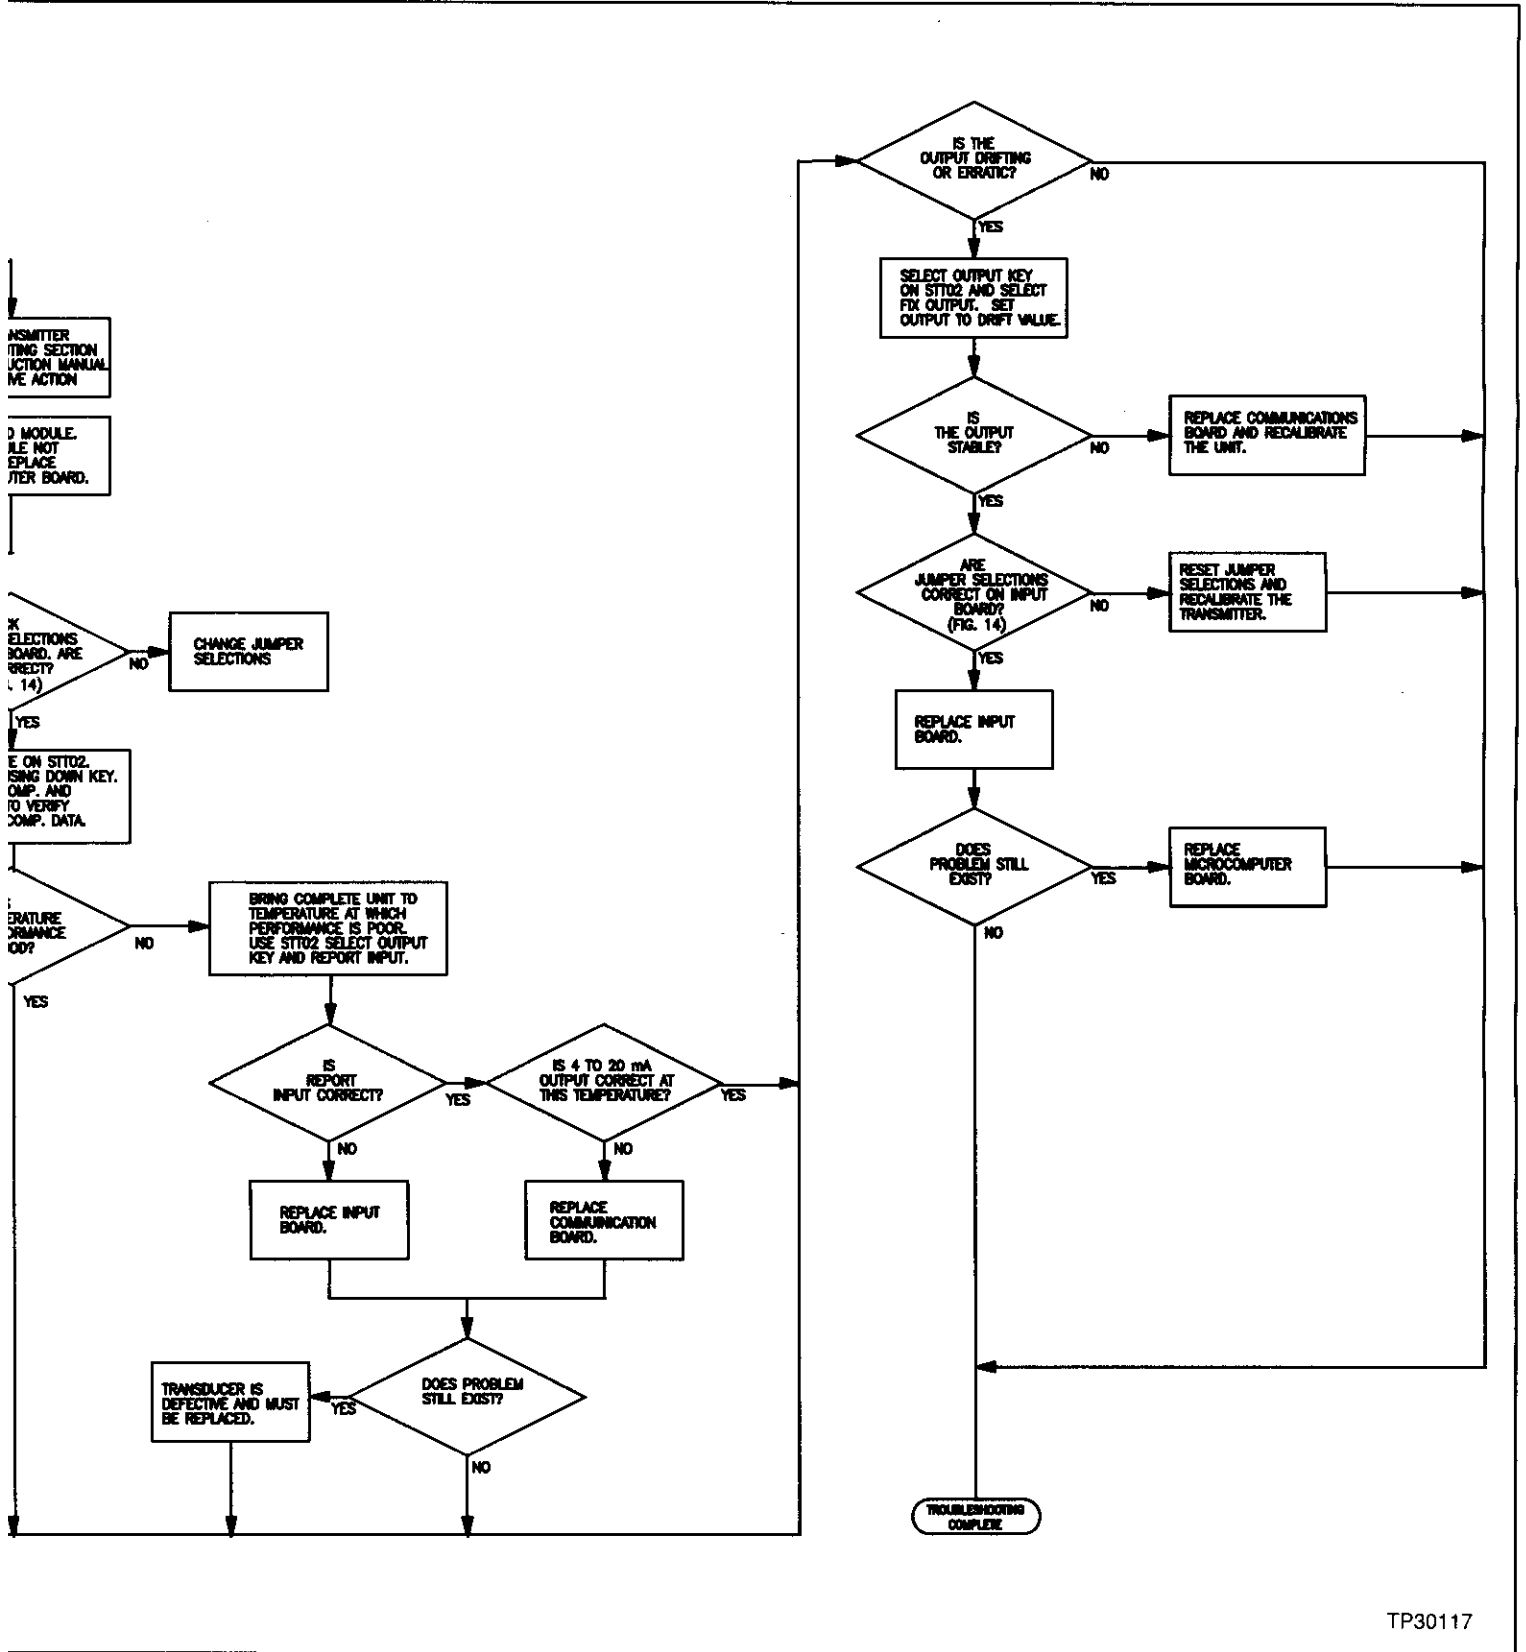 NSMITTER
TING SECTION
UCTION MANUAL
VE ACTION
D MODULE.
ULE NOT
EPLACE
UTER BOARD.
K
ELECTIONS
BOARD. ARE
RRECT?
. 14)
NO
CHANGE JUMPER
SELECTIONS
YES
E ON STT02.
SING DOWN KEY.
OMP. AND
TO VERIFY
COMP. DATA.
ERATURE
ORMANCE
OOD?
NO
YES
BRING COMPLETE UNIT TO
TEMPERATURE AT WHICH
PERFORMANCE IS POOR.
USE STT02 SELECT OUTPUT
KEY AND REPORT INPUT.
IS
REPORT
INPUT CORRECT?
YES
NO
IS 4 TO 20 mA
OUTPUT CORRECT AT
THIS TEMPERATURE?
YES
NO
REPLACE INPUT
BOARD.
REPLACE
COMMUINICATION
BOARD.
DOES PROBLEM
STILL EXIST?
YES
NO
TRANSDUCER IS
DEFECTIVE AND MUST
BE REPLACED.
IS THE
OUTPUT DRIFTING
OR ERRATIC?
NO
YES
SELECT OUTPUT KEY
ON STT02 AND SELECT
FIX OUTPUT. SET
OUTPUT TO DRIFT VALUE.
IS
THE OUTPUT
STABLE?
NO
YES
REPLACE COMMUNICATIONS
BOARD AND RECALIBRATE
THE UNIT.
ARE
JUMPER SELECTIONS
CORRECT ON INPUT
BOARD?
(FIG. 14)
NO
YES
RESET JUMPER
SELECTIONS AND
RECALIBRATE THE
TRANSMITTER.
REPLACE INPUT
BOARD.
DOES
PROBLEM STILL
EXIST?
YES
NO
REPLACE
MICROCOMPUTER
BOARD.
TROUBLESHOOTING
COMPLETE
TP30117